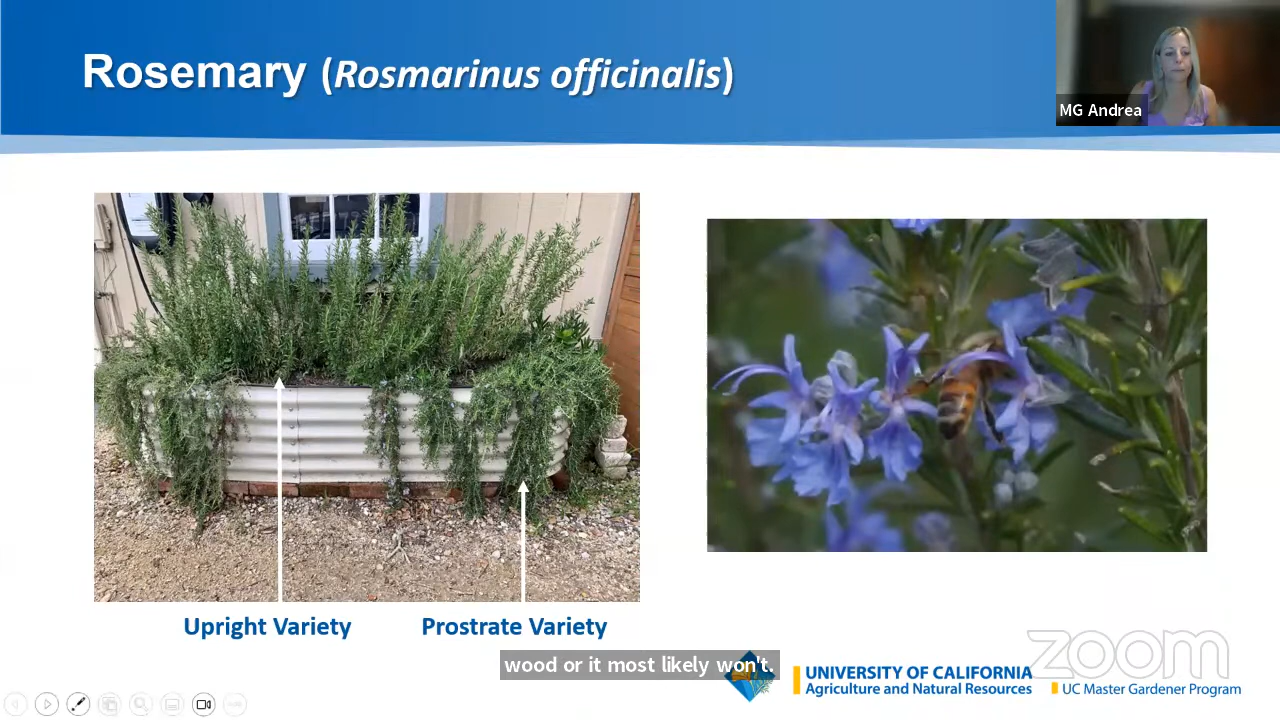 Rosemary (Rosmarinus officinalis)
MG Andrea
Upright Variety
Prostrate Variety
wood or it most likely won't.
UNIVERSITY OF CALIFORNIA
Agriculture and Natural Resources
UC Master Gardener Program
zoom